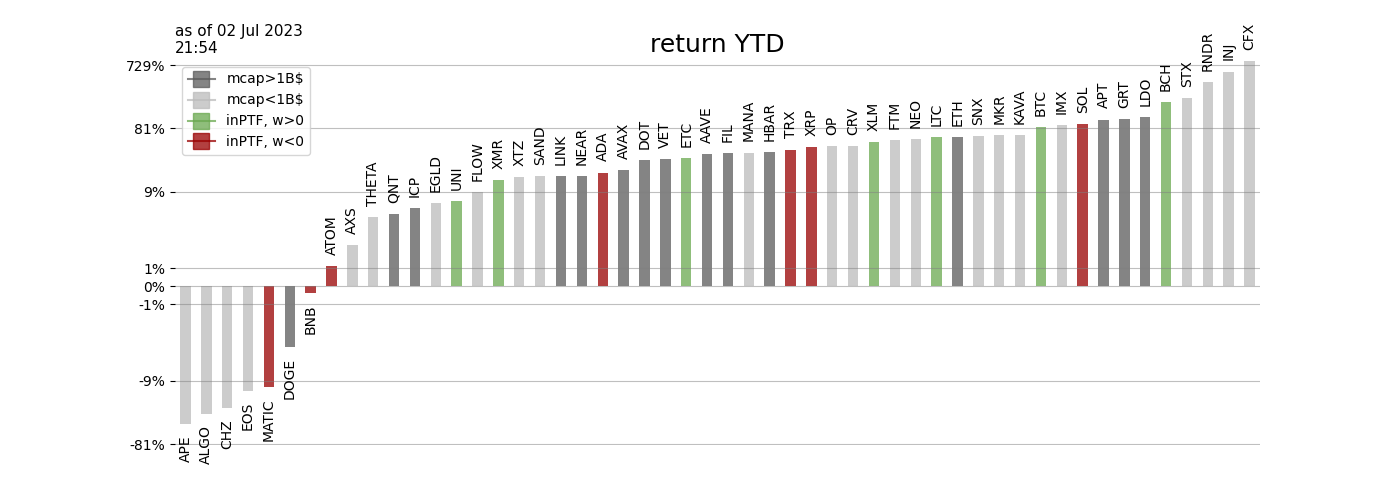 as of 02 Jul 2023
21:54
return YTD
729%
81%
9%
1%
0%
-1%
-9%
-81%
mcap>1B$
mcap<1B$
inPTF, w>0
inPTF, w<0
APE
ALGO
CHZ
EOS
MATIC
DOGE
BNB
ATOM
AXS
THETA
QNT
ICP
EGLD
UNI
FLOW
XMR
XTZ
SAND
LINK
NEAR
ADA
AVAX
DOT
VET
ETC
AAVE
FIL
MANA
HBAR
TRX
XRP
OP
CRV
XLM
FTM
NEO
LTC
ETH
SNX
MKR
KAVA
BTC
IMX
SOL
APT
GRT
LDO
BCH
STX
RNDR
INJ
CFX